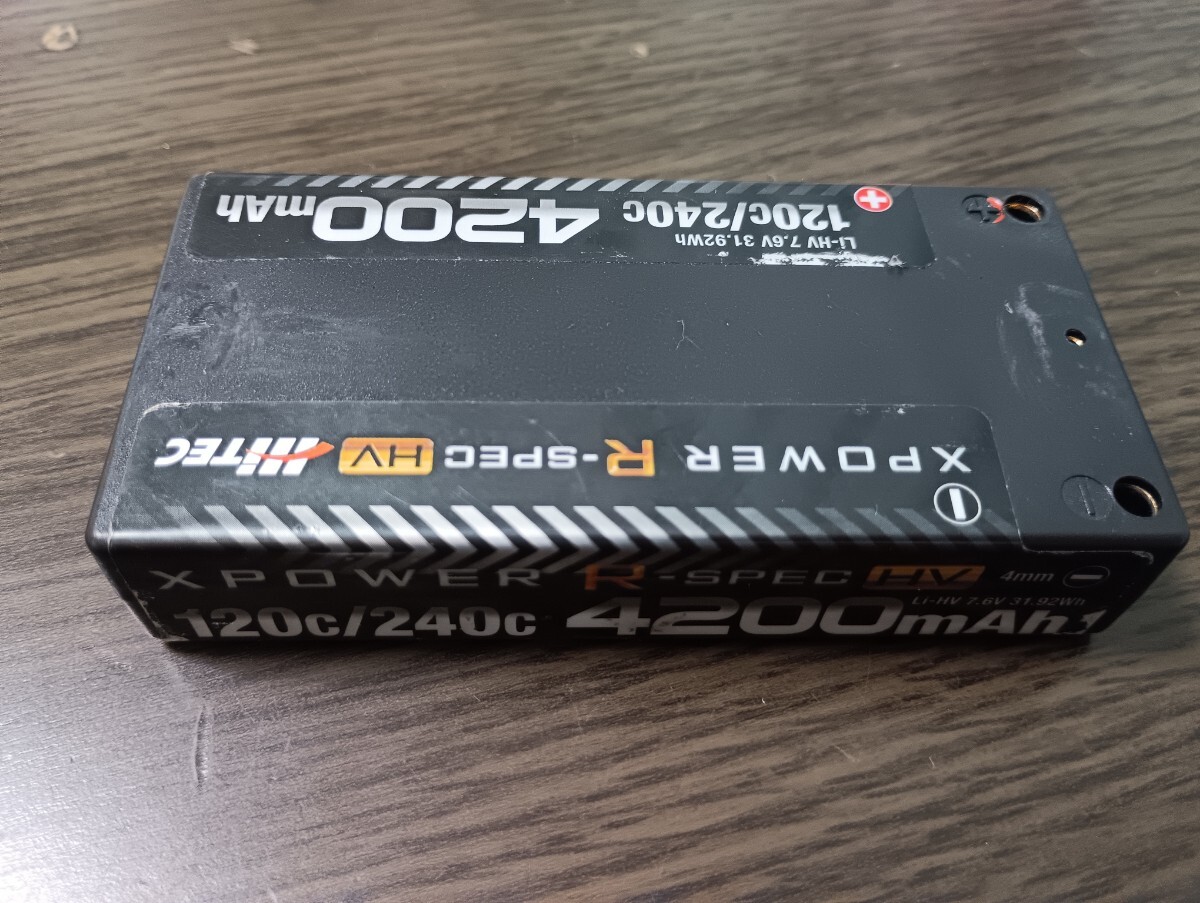 4200mAh
120c/240c
Li-HV 7.6V 31.92Wh
XPOWER R-SPEC HV HiTEC
XPOWER R-SPEC HV 4mm
Li-HV 7.6V 31.92Wh
120c/240c 4200mAh